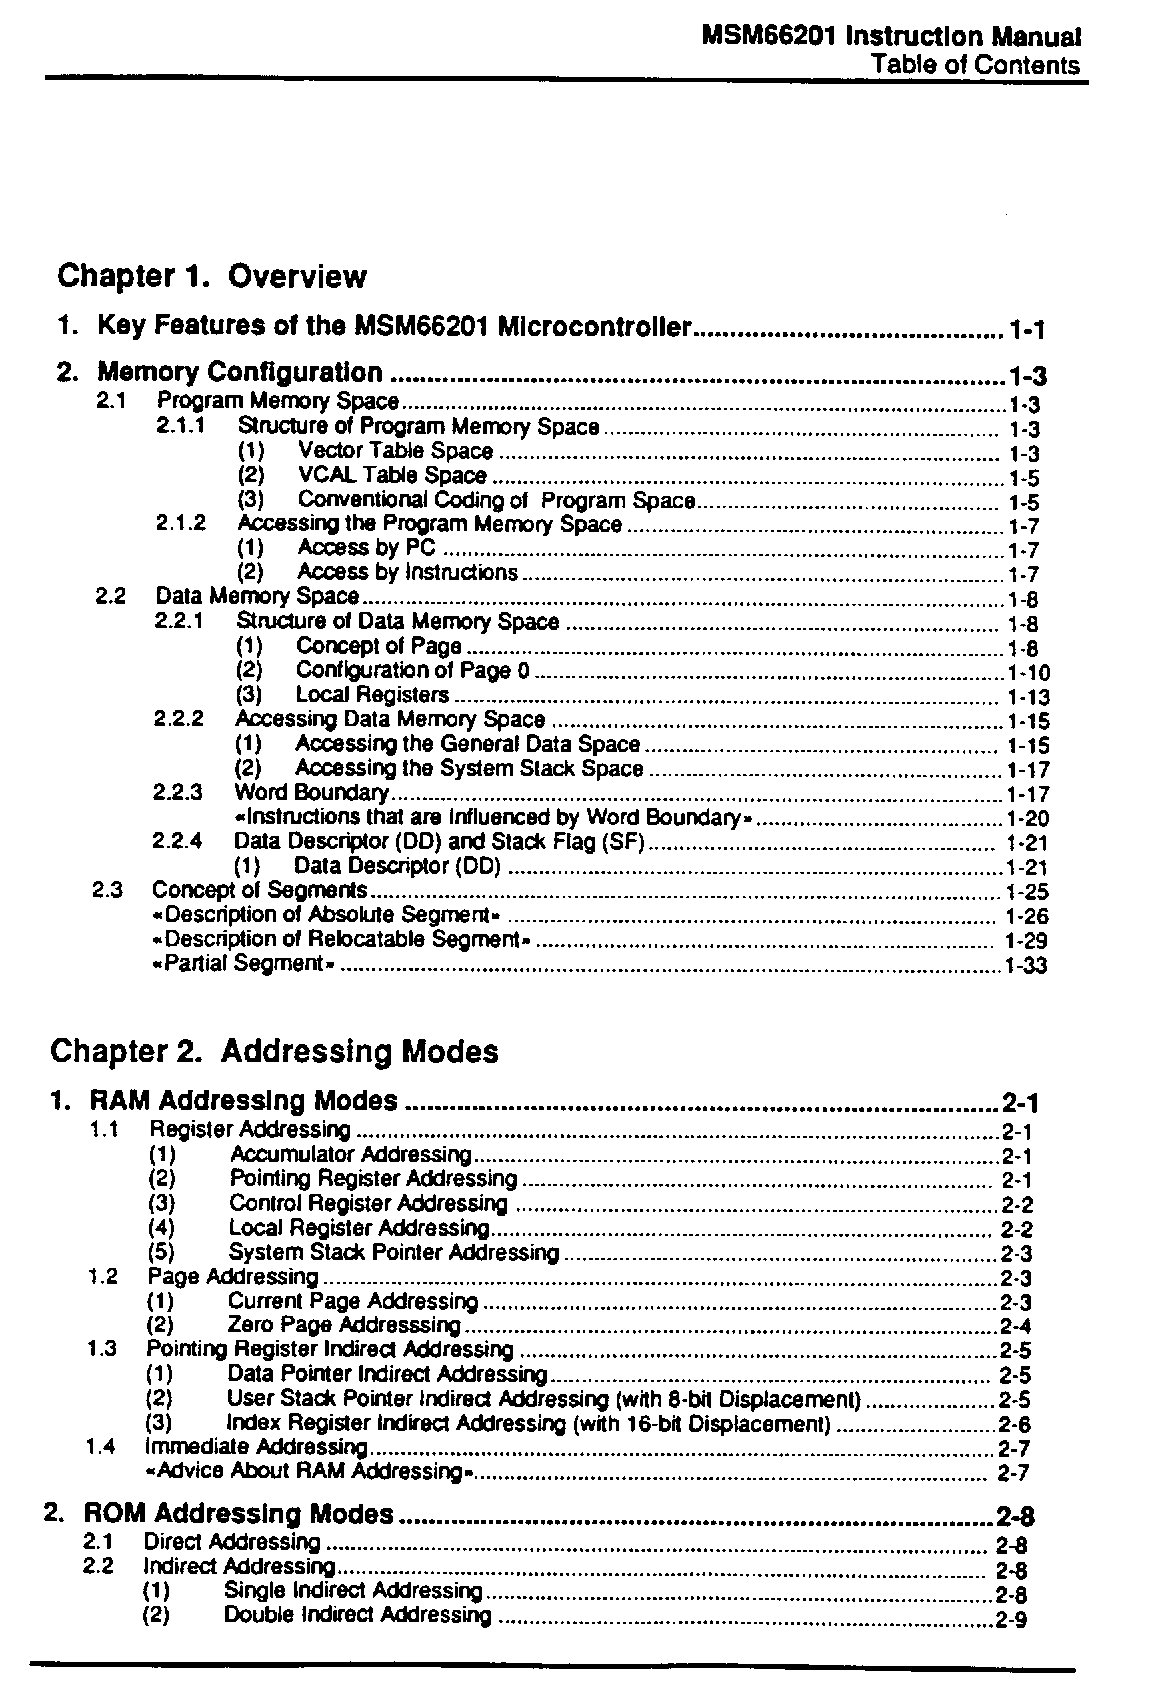 MSM66201 Instruction Manual
Table of Contents
Chapter 1. Overview
1. Key Features of the MSM66201 Microcontroller 1-1
2. Memory Configuration 1-3
2.1 Program Memory Space 1-3
2.1.1 Structure of Program Memory Space 1-3
(1) Vector Table Space 1-3
(2) VCAL Table Space 1-5
(3) Conventional Coding of Program Space 1-5
2.1.2 Accessing the Program Memory Space 1-7
(1) Access by PC 1-7
(2) Access by Instructions 1-7
2.2 Data Memory Space 1-8
2.2.1 Structure of Data Memory Space 1-8
(1) Concept of Page 1-8
(2) Configuration of Page 0 1-10
(3) Local Registers 1-13
2.2.2 Accessing Data Memory Space 1-15
(1) Accessing the General Data Space 1-15
(2) Accessing the System Stack Space 1-17
2.2.3 Word Boundary 1-17
«Instructions that are Influenced by Word Boundary» 1-20
2.2.4 Data Descriptor (DD) and Stack Flag (SF) 1-21
(1) Data Descriptor (DD) 1-21
2.3 Concept of Segments 1-25
«Description of Absolute Segment» 1-26
«Description of Relocatable Segment» 1-29
«Partial Segment» 1-33
Chapter 2. Addressing Modes
1. RAM Addressing Modes 2-1
1.1 Register Addressing 2-1
(1) Accumulator Addressing 2-1
(2) Pointing Register Addressing 2-1
(3) Control Register Addressing 2-2
(4) Local Register Addressing 2-2
(5) System Stack Pointer Addressing 2-3
1.2 Page Addressing 2-3
(1) Current Page Addressing 2-3
(2) Zero Page Addresssing 2-4
1.3 Pointing Register Indirect Addressing 2-5
(1) Data Pointer Indirect Addressing 2-5
(2) User Stack Pointer Indirect Addressing (with 8-bit Displacement) 2-5
(3) Index Register Indirect Addressing (with 16-bit Displacement) 2-6
1.4 Immediate Addressing 2-7
«Advice About RAM Addressing» 2-7
2. ROM Addressing Modes 2-8
2.1 Direct Addressing 2-8
2.2 Indirect Addressing 2-8
(1) Single Indirect Addressing 2-8
(2) Double Indirect Addressing 2-9